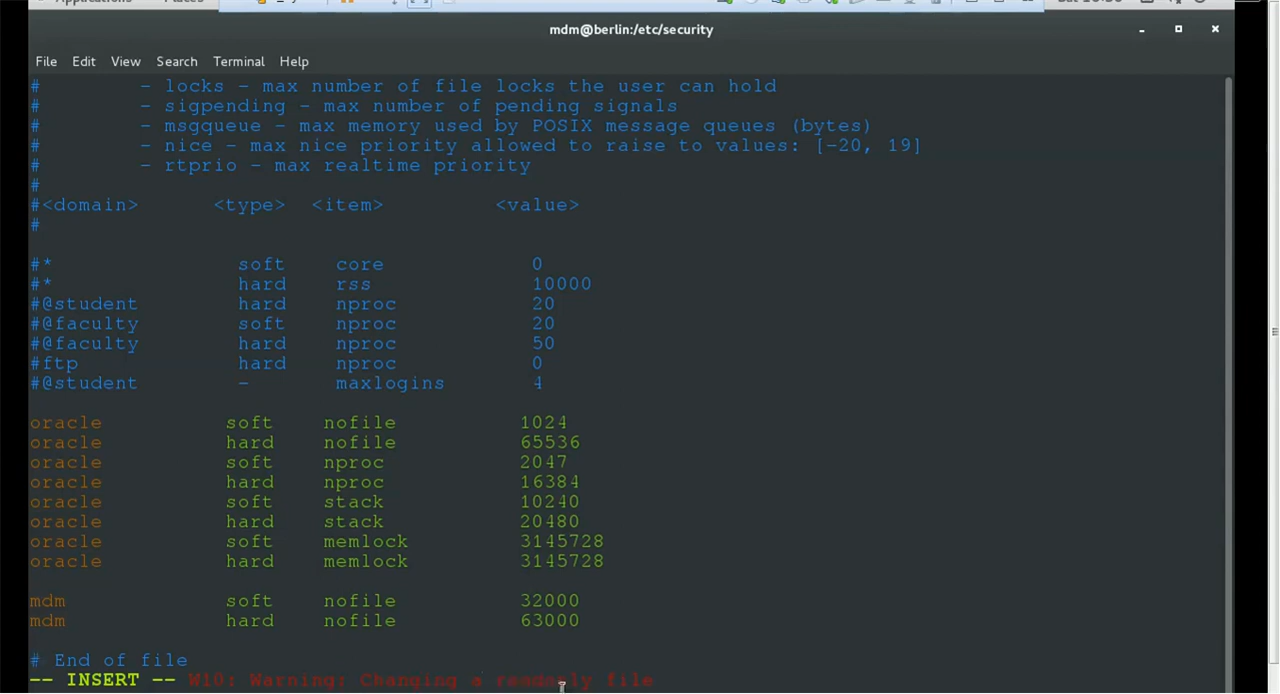 mdm@berlin:/etc/security
File Edit View Search Terminal Help
# - locks - max number of file locks the user can hold
# - sigpending - max number of pending signals
# - msgqueue - max memory used by POSIX message queues (bytes)
# - nice - max nice priority allowed to raise to values: [-20, 19]
# - rtprio - max realtime priority
#
#<domain> <type> <item> <value>
#
#* soft core 0
#* hard rss 10000
#@student hard nproc 20
#@faculty soft nproc 20
#@faculty hard nproc 50
#ftp hard nproc 0
#@student - maxlogins 4
oracle soft nofile 1024
oracle hard nofile 65536
oracle soft nproc 2047
oracle hard nproc 16384
oracle soft stack 10240
oracle hard stack 20480
oracle soft memlock 3145728
oracle hard memlock 3145728
mdm soft nofile 32000
mdm hard nofile 63000
# End of file
-- INSERT -- W10: Warning: Changing a readonly file